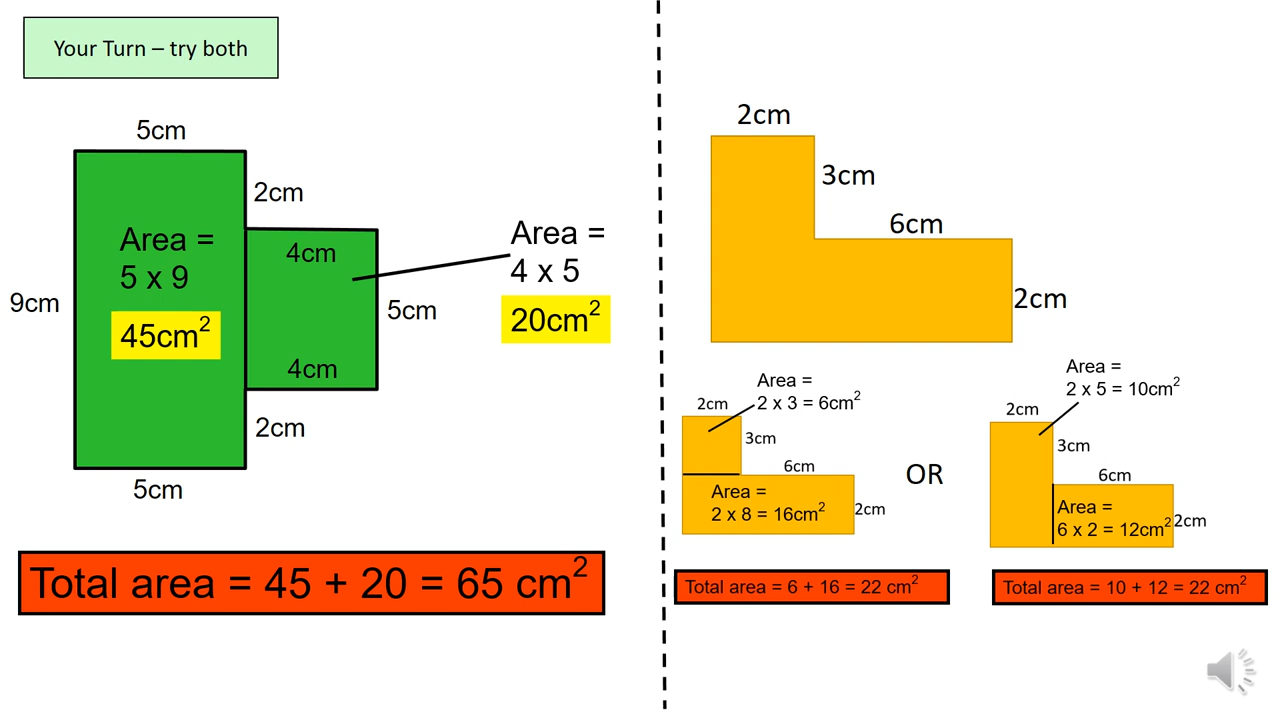 Your Turn – try both
5cm
2cm
Area =
5 x 9
45cm²
9cm
4cm
5cm
4cm
2cm
5cm
Area =
4 x 5
20cm²
Total area = 45 + 20 = 65 cm²
2cm
3cm
6cm
2cm
Area =
2 x 3 = 6cm²
2cm
3cm
6cm
Area =
2 x 8 = 16cm²
2cm
Total area = 6 + 16 = 22 cm²
OR
Area =
2 x 5 = 10cm²
2cm
3cm
6cm
Area =
6 x 2 = 12cm²
2cm
Total area = 10 + 12 = 22 cm²